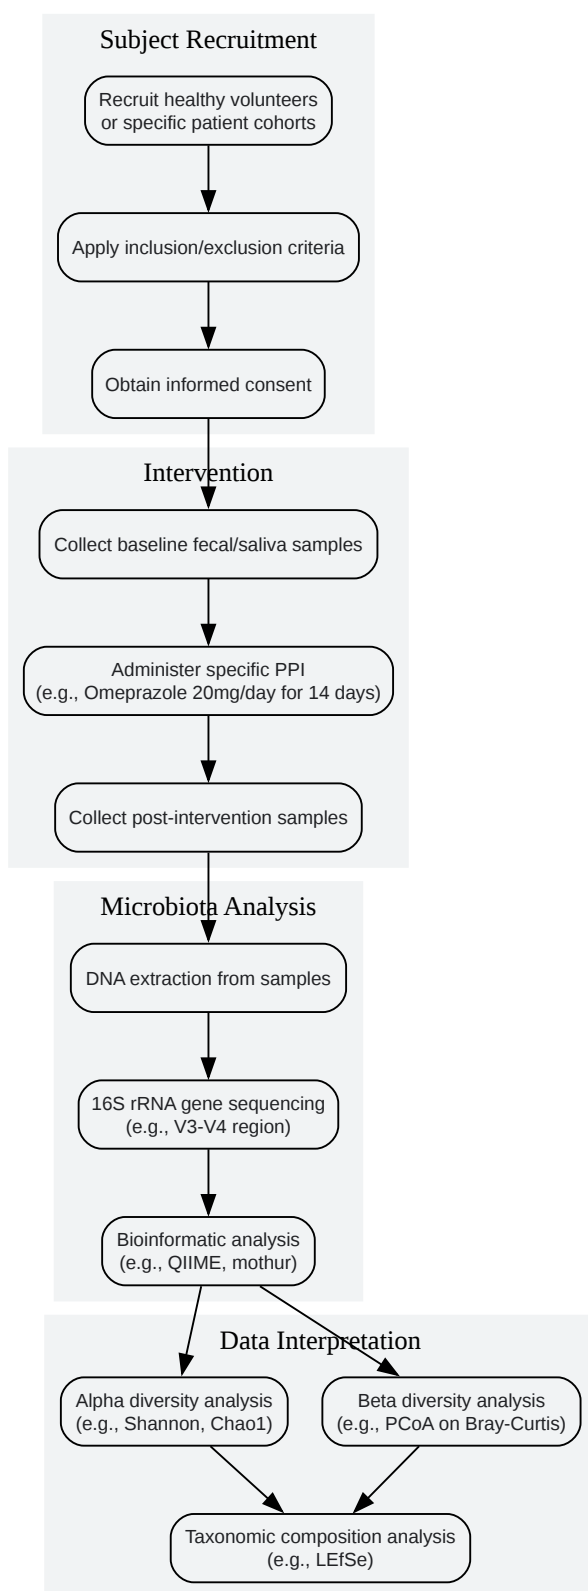 Subject Recruitment
Recruit healthy volunteers
or specific patient cohorts
Apply inclusion/exclusion criteria
Obtain informed consent
Intervention
Collect baseline fecal/saliva samples
Administer specific PPI
(e.g., Omeprazole 20mg/day for 14 days)
Collect post-intervention samples
Microbiota Analysis
DNA extraction from samples
16S rRNA gene sequencing
(e.g., V3-V4 region)
Bioinformatic analysis
(e.g., QIIME, mothur)
Data Interpretation
Alpha diversity analysis
(e.g., Shannon, Chao1)
Beta diversity analysis
(e.g., PCoA on Bray-Curtis)
Taxonomic composition analysis
(e.g., LEfSe)